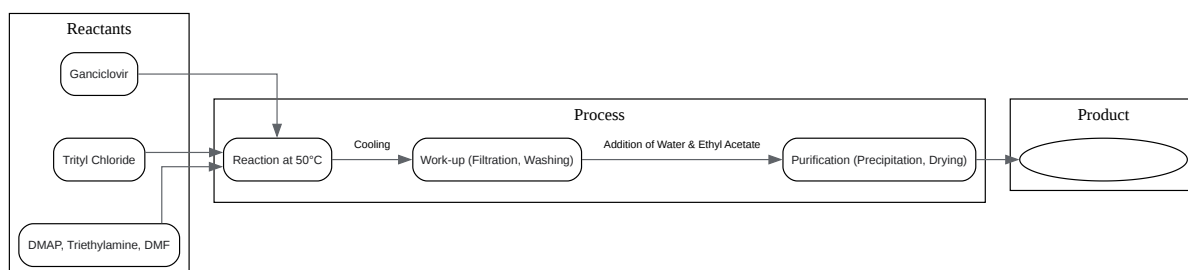 Reactants
Ganciclovir
Trityl Chloride
DMAP, Triethylamine, DMF
Process
Reaction at 50°C
Cooling
Work-up (Filtration, Washing)
Addition of Water & Ethyl Acetate
Purification (Precipitation, Drying)
Product